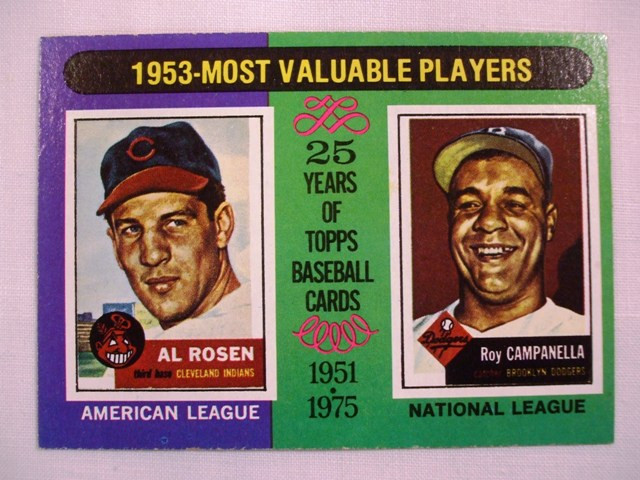 1953-MOST VALUABLE PLAYERS
C
AL ROSEN
third base CLEVELAND INDIANS
AMERICAN LEAGUE
25
YEARS
OF
TOPPS
BASEBALL
CARDS
1951
•
1975
B
Dodgers
Roy CAMPANELLA
catcher BROOKLYN DODGERS
NATIONAL LEAGUE